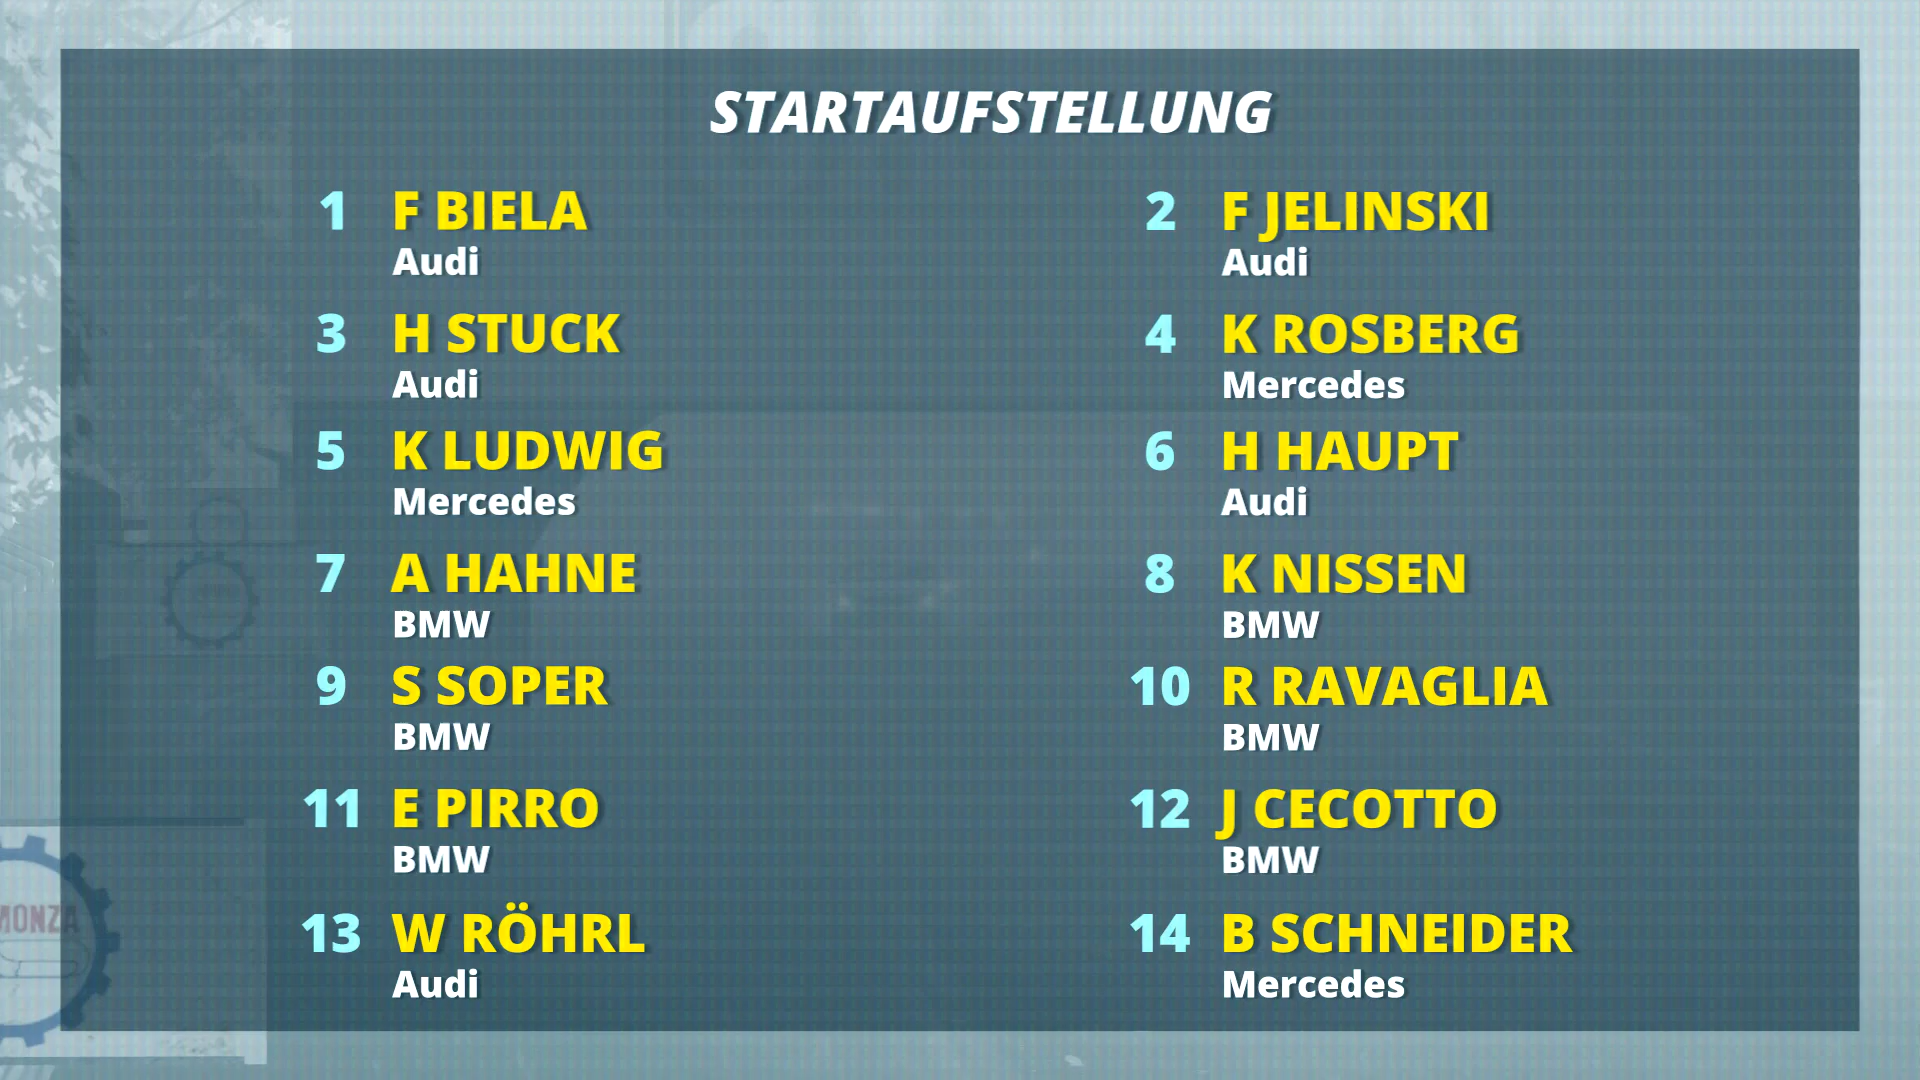 STARTAUFSTELLUNG
1 F BIELA
Audi
2 F JELINSKI
Audi
3 H STUCK
Audi
4 K ROSBERG
Mercedes
5 K LUDWIG
Mercedes
6 H HAUPT
Audi
7 A HAHNE
BMW
8 K NISSEN
BMW
9 S SOPER
BMW
10 R RAVAGLIA
BMW
11 E PIRRO
BMW
12 J CECOTTO
BMW
13 W RÖHRL
Audi
14 B SCHNEIDER
Mercedes
MONZA